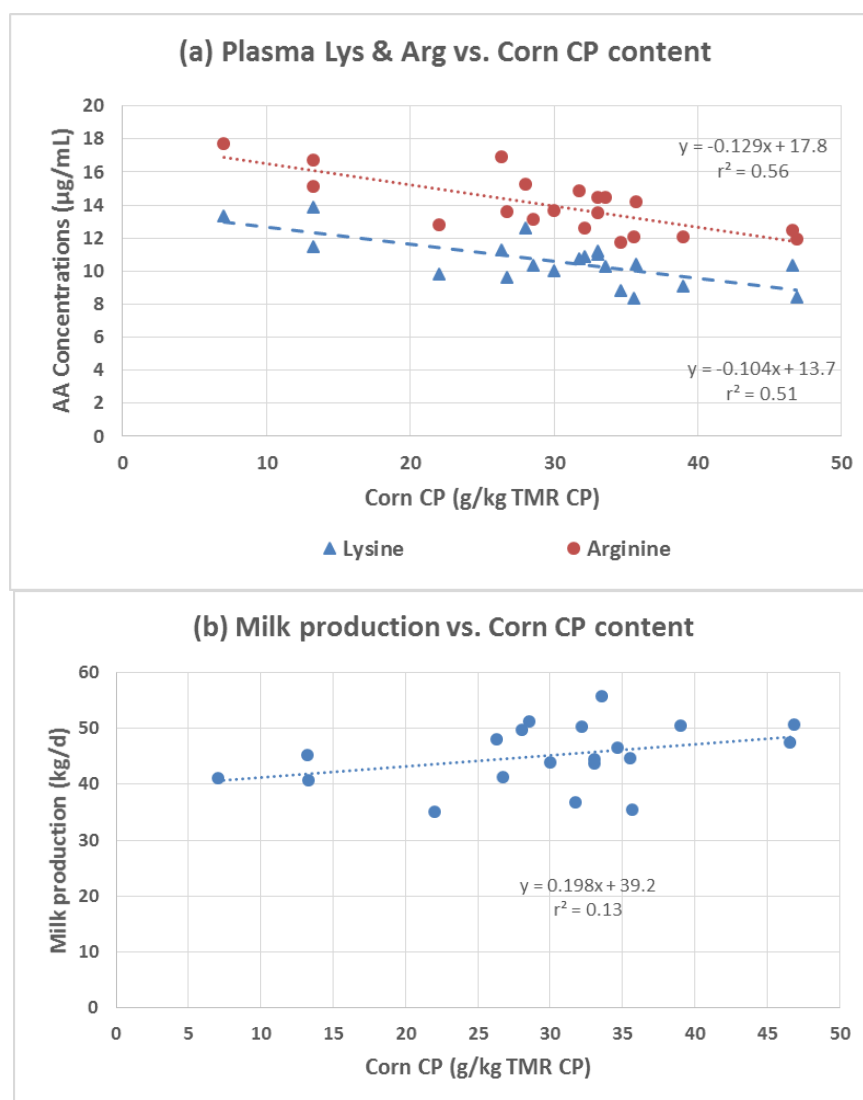 (a) Plasma Lys & Arg vs. Corn CP content
AA Concentrations (µg/mL)
20
18
16
14
12
10
8
6
4
2
0
y = -0.129x + 17.8
r² = 0.56
y = -0.104x + 13.7
r² = 0.51
0 10 20 30 40 50
Corn CP (g/kg TMR CP)
Lysine Arginine
(b) Milk production vs. Corn CP content
Milk production (kg/d)
60
50
40
30
20
10
0
y = 0.198x + 39.2
r² = 0.13
0 5 10 15 20 25 30 35 40 45 50
Corn CP (g/kg TMR CP)